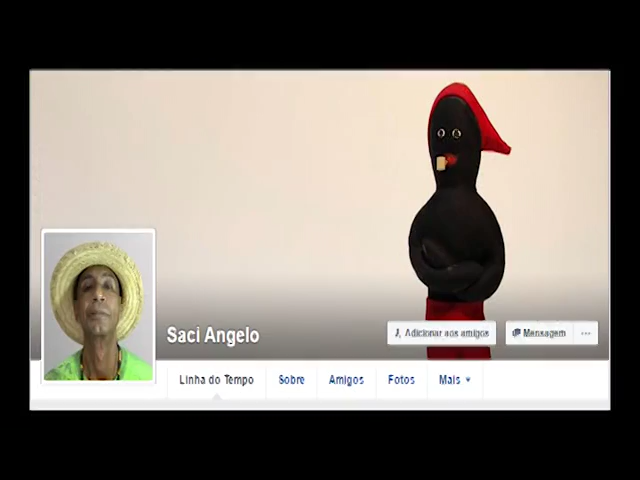 Saci Angelo
Adicionar aos amigos
Mensagem ...
Linha do Tempo Sobre Amigos Fotos Mais